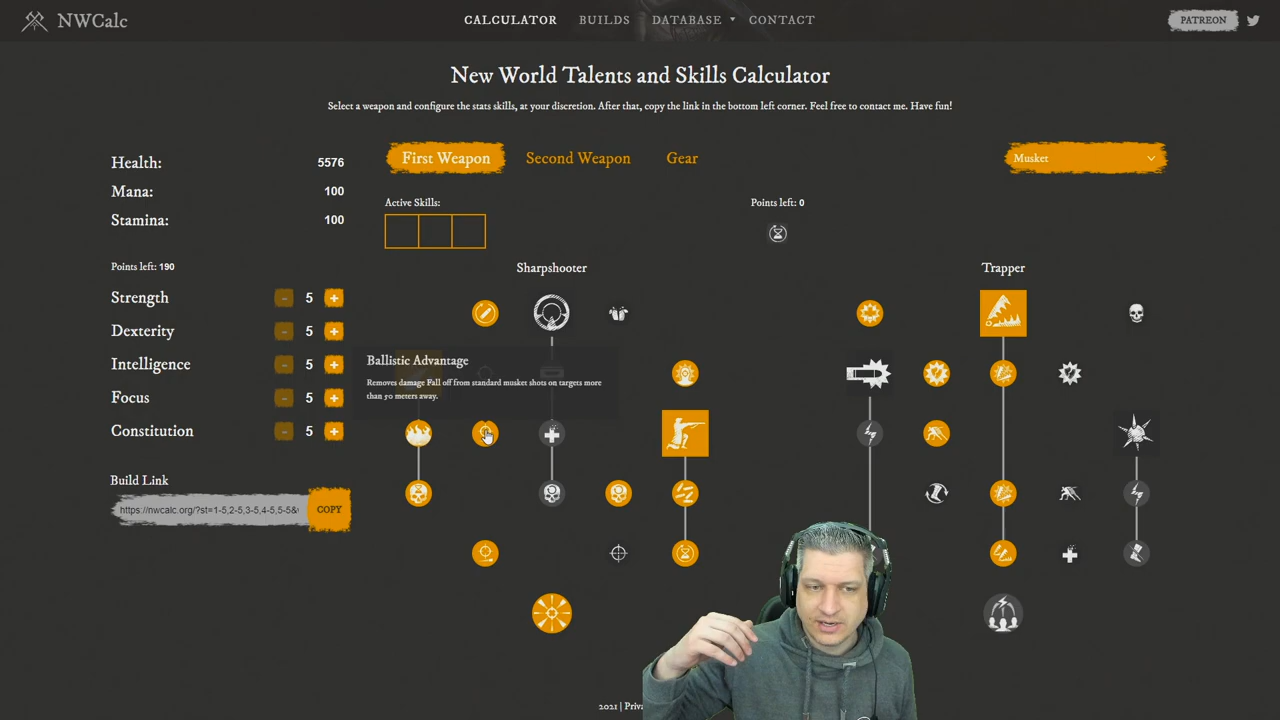 NWCalc
CALCULATOR BUILDS DATABASE CONTACT
PATREON
New World Talents and Skills Calculator
Select a weapon and configure the stats skills, at your discretion. After that, copy the link in the bottom left corner. Feel free to contact me. Have fun!
Health: 5576
Mana: 100
Stamina: 100
Points left: 190
Strength - 5 +
Dexterity - 5 +
Intelligence - 5 +
Focus - 5 +
Constitution - 5 +
Build Link
https://nwcalc.org/?st=1-5,2-5,3-5,4-5,5-5&
COPY
First Weapon Second Weapon Gear
Musket
Active Skills:
Points left: 0
Sharpshooter
Trapper
Ballistic Advantage
Removes damage Fall off from standard musket shots on targets more
than 50 meters away.
2021 |